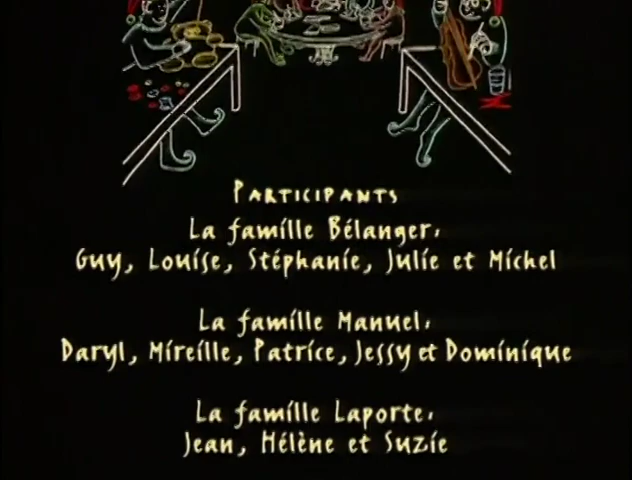 PARTICIPANTS
La famille Bélanger,
Guy, Louise, Stéphanie, Julie et Michel
La famille Manuel,
Daryl, Mireille, Patrice, Jessy et Dominique
La famille Laporte,
Jean, Hélène et Suzie